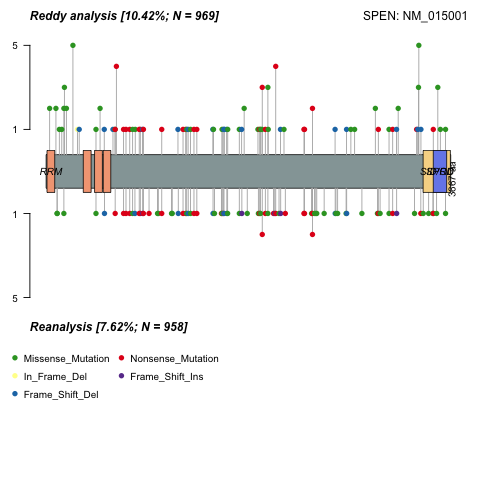 Reddy analysis [10.42%; N = 969]
SPEN: NM_015001
5
1
RRM
1
5
Reanalysis [7.62%; N = 958]
Missense_Mutation
Nonsense_Mutation
In_Frame_Del
Frame_Shift_Ins
Frame_Shift_Del